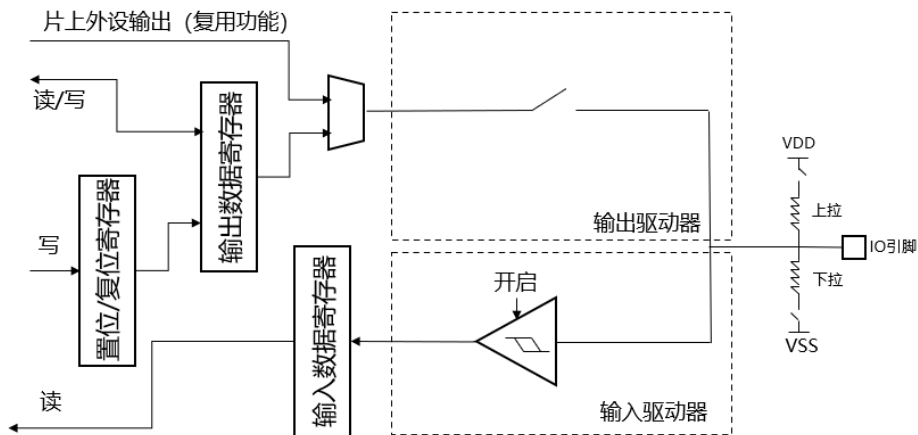 片上外设输出 (复用功能)
读/写
输出数据寄存器
置位/复位寄存器
写
输出驱动器
VDD
上拉
IO引脚
下拉
VSS
开启
输入数据寄存器
输入驱动器
读